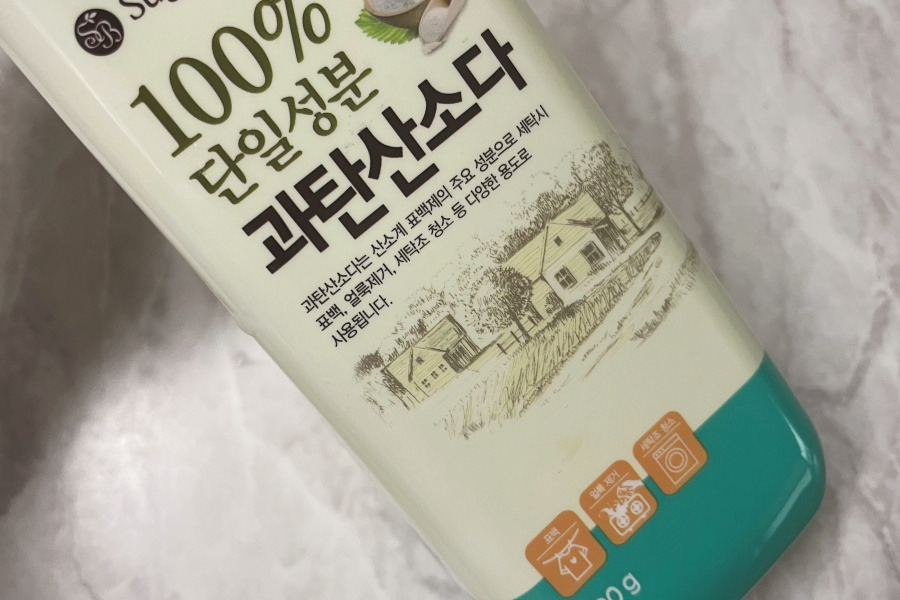 100%
단일성분
과탄산소다
과탄산소다는 산소계 표백제의 주요 성분으로 세탁시
표백, 얼룩제거, 세탁조 청소 등 다양한 용도로
사용됩니다.
표백
얼룩 제거
세탁조 청소